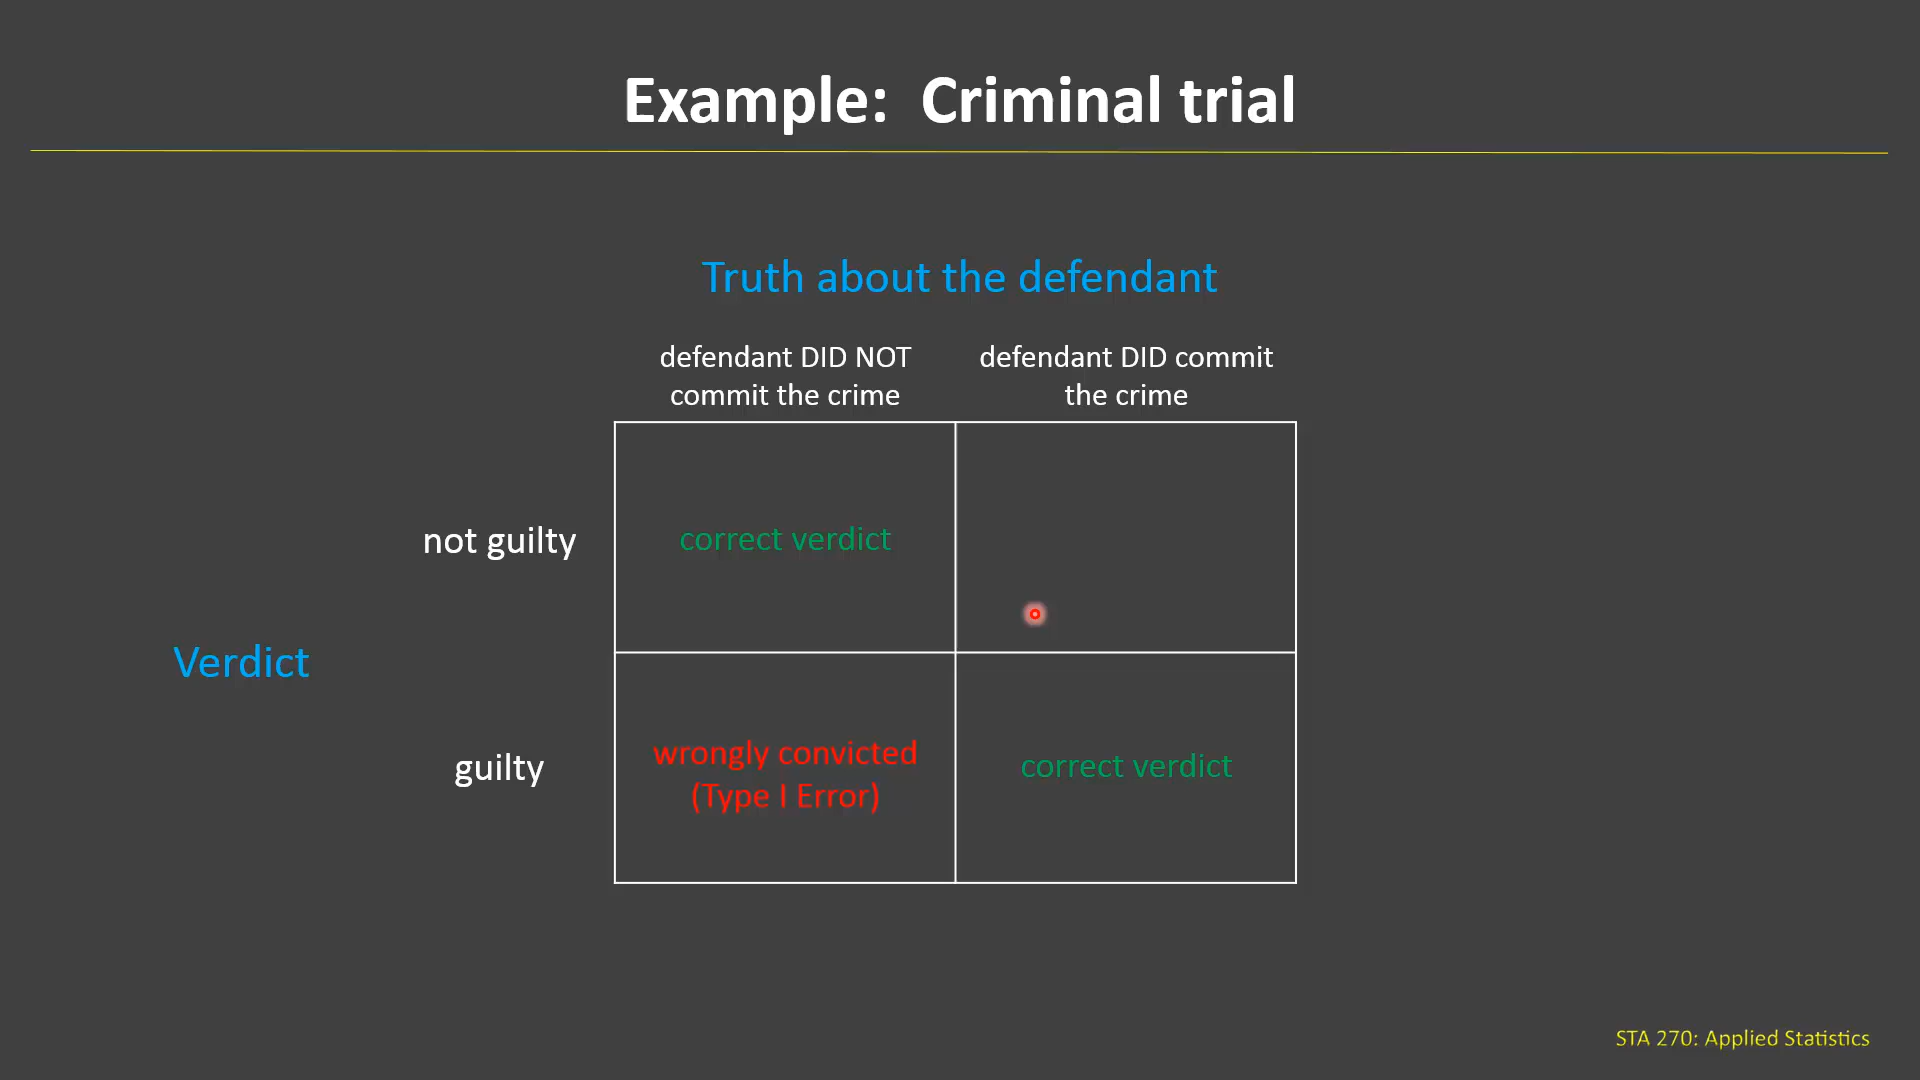 Example:  Criminal trial
Truth about the defendant
defendant DID NOT
commit the crime
defendant DID commit
the crime
not guilty
correct verdict
Verdict
guilty
wrongly convicted
(Type I Error)
correct verdict
STA 270: Applied Statistics